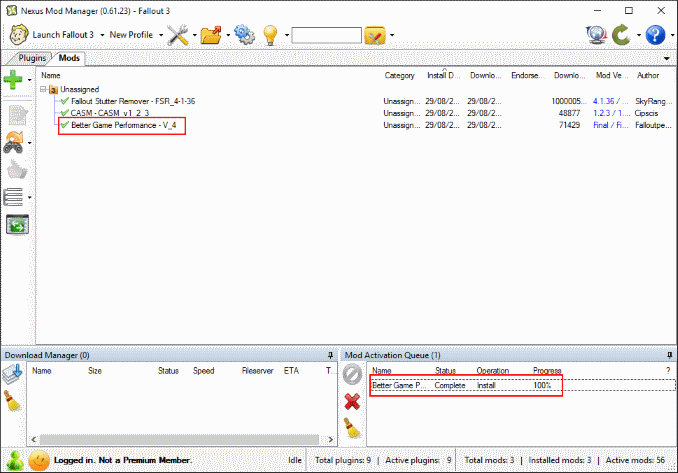 Nexus Mod Manager (0.61.23) - Fallout 3
Launch Fallout 3 New Profile
Plugins Mods
Name Category Install D... Downlo... Endorse... Downlo... Mod Ve... Author
3 Unassigned
Fallout Stutter Remover - FSR_4-1-36 Unassign... 29/08/2... 29/08/2... 1000005... 4.1.36 / ... SkyRang...
CASM - CASM_v1_2_3 Unassign... 29/08/2... 29/08/2... 48877 1.2.3 / 1.... Cipscis
Better Game Performance - V_4 Unassign... 29/08/2... 29/08/2... 71429 Final / Fi... Falloutpe...
Download Manager (0)
Name Size Status Speed Fileserver ETA T...
Mod Activation Queue (1)
Name Status Operation Progress ?
Better Game P... Complete Install 100%
Logged in. Not a Premium Member. Idle Total plugins: 9 | Active plugins: 9 Total mods: 3 | Installed mods: 3 | Active mods: 56